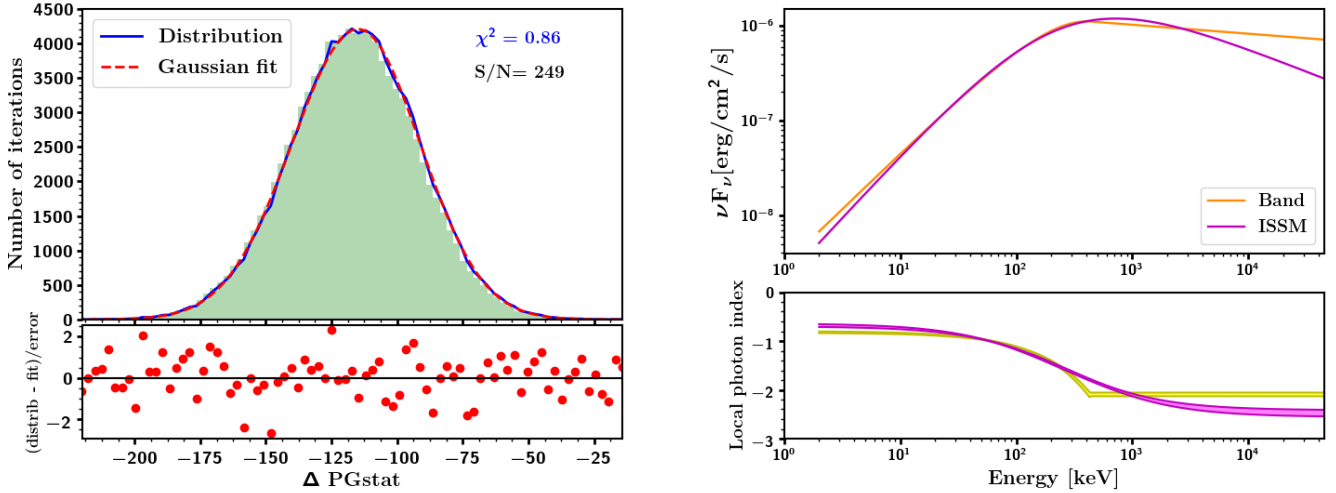 4500
4000
3500
3000
2500
2000
1500
1000
500
0
Number of iterations
Distribution
Gaussian fit
χ² = 0.86
S/N= 249
2
0
−2
(distrib - fit)/error
−200 −175 −150 −125 −100 −75 −50 −25
Δ PGstat
10⁻⁶
10⁻⁷
10⁻⁸
νFν[erg/cm²/s]
Band
ISSM
10⁰ 10¹ 10² 10³ 10⁴
0
−1
−2
−3
Local photon index
10⁰ 10¹ 10² 10³ 10⁴
Energy [keV]